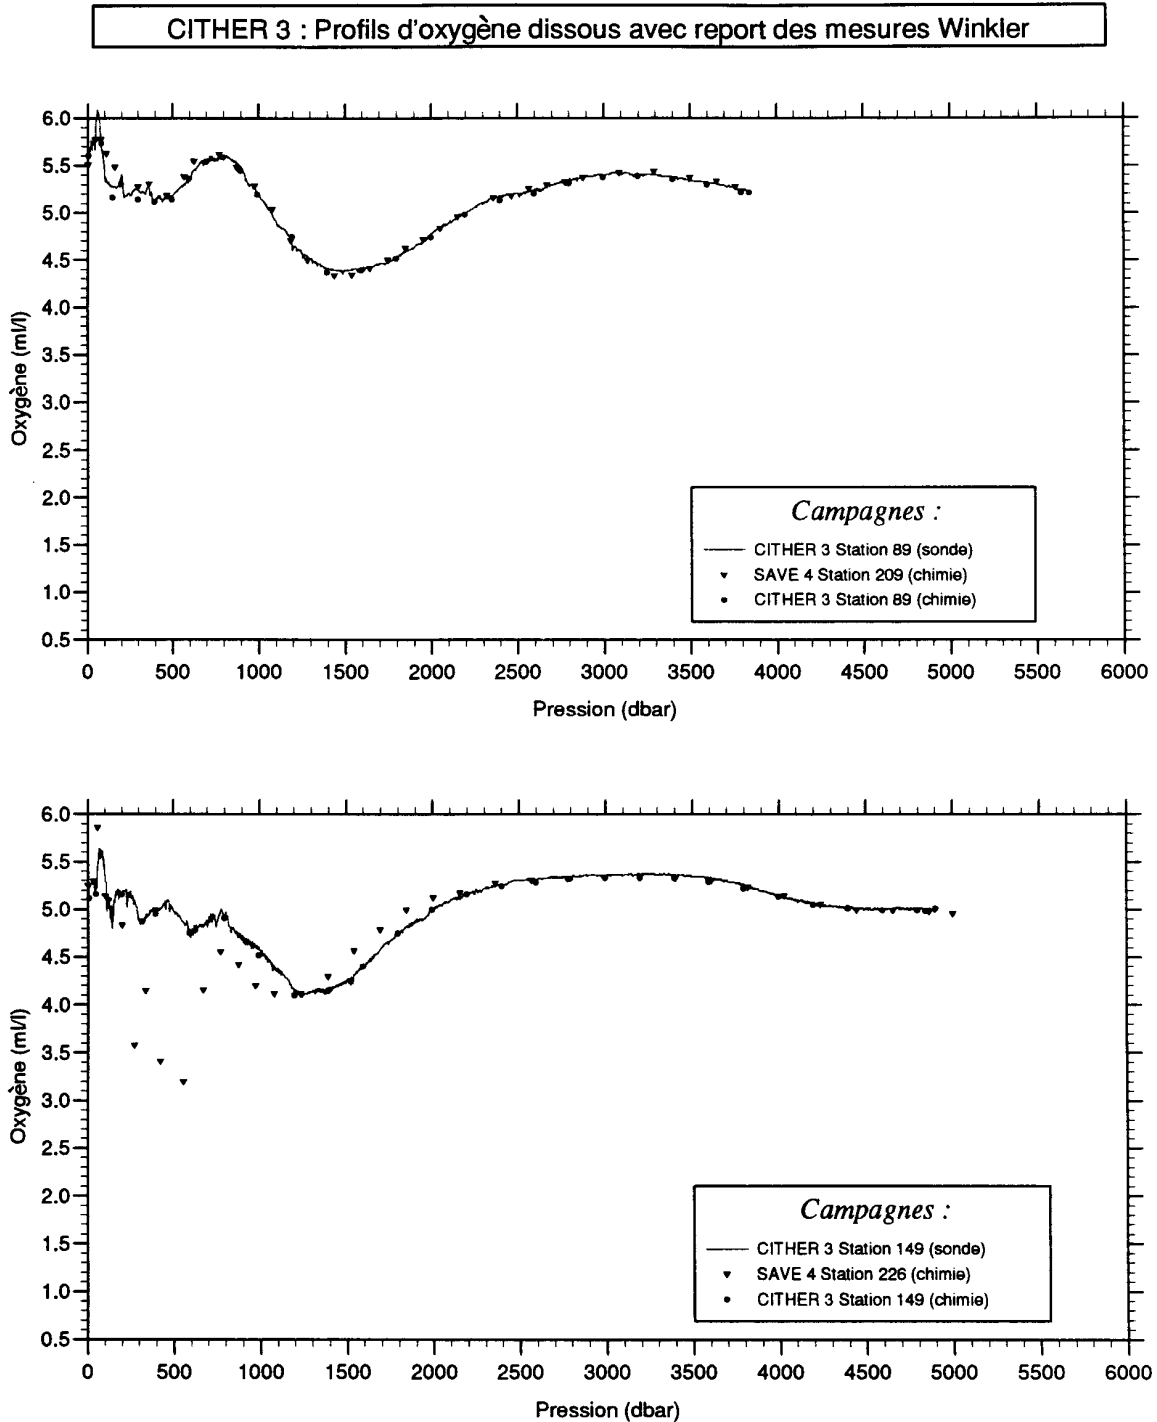 CITHER 3 : Profils d'oxygène dissous avec report des mesures Winkler
6.0
5.5
5.0
4.5
4.0
3.5
3.0
2.5
2.0
1.5
1.0
0.5
Oxygène (ml/l)
Campagnes :
CITHER 3 Station 89 (sonde)
SAVE 4 Station 209 (chimie)
CITHER 3 Station 89 (chimie)
0 500 1000 1500 2000 2500 3000 3500 4000 4500 5000 5500 6000
Pression (dbar)
6.0
5.5
5.0
4.5
4.0
3.5
3.0
2.5
2.0
1.5
1.0
0.5
Oxygène (ml/l)
Campagnes :
CITHER 3 Station 149 (sonde)
SAVE 4 Station 226 (chimie)
CITHER 3 Station 149 (chimie)
0 500 1000 1500 2000 2500 3000 3500 4000 4500 5000 5500 6000
Pression (dbar)